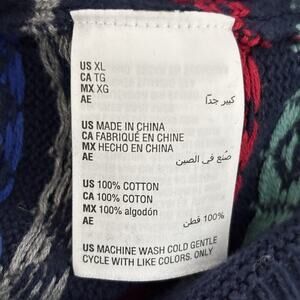 US XL
CA TG
MX XG
AE كبير جدًا
US MADE IN CHINA
CA FABRIQUÉ EN CHINE
MX HECHO EN CHINA
AE صُنع في الصين
US 100% COTTON
CA 100% COTON
MX 100% algodón
AE 100% قطن
US MACHINE WASH COLD GENTLE
CYCLE WITH LIKE COLORS. ONLY